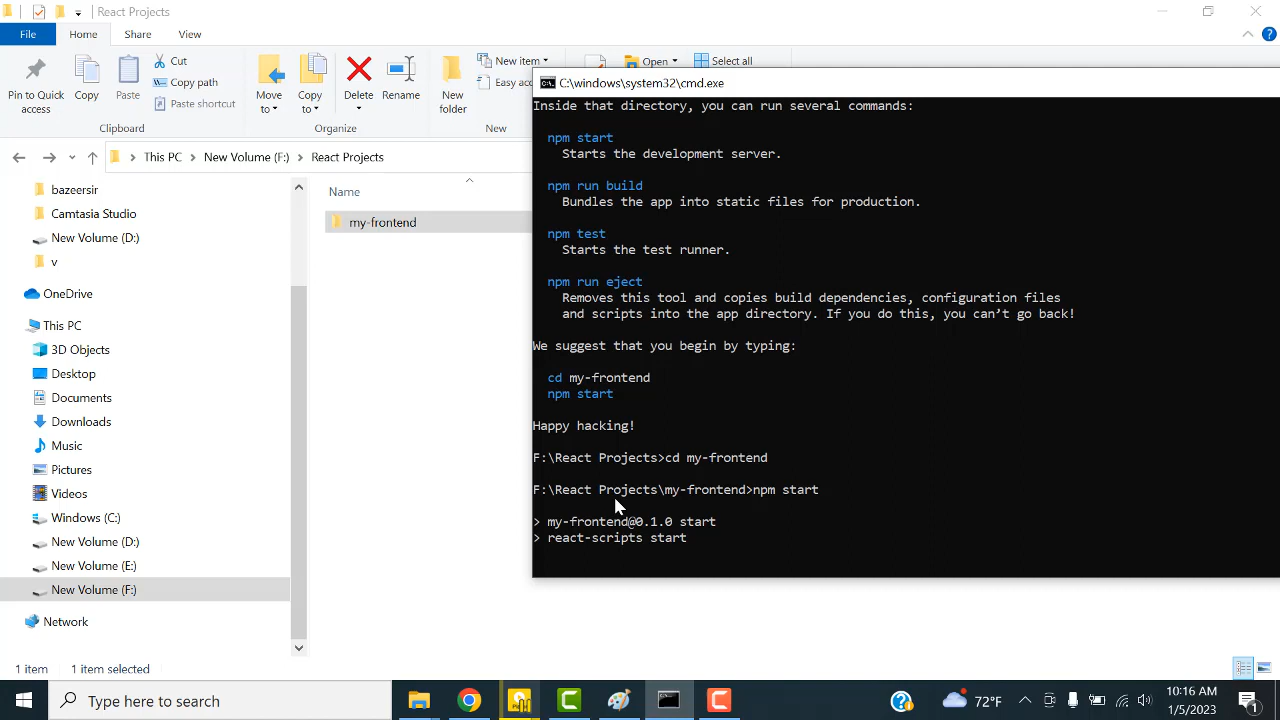 React Projects
File
Home
Share
View
Pin to Quick access
Copy
Paste
Cut
Copy path
Paste shortcut
Clipboard
Move to
Copy to
Delete
Rename
Organize
New folder
New item
Easy acc
New
Open
Select all
This PC > New Volume (F:) > React Projects
bazeersir
Camtasia Studio
New Volume (D:)
v
OneDrive
This PC
3D Objects
Desktop
Documents
Downloads
Music
Pictures
Videos
Windows (C:)
New Volume (D:)
New Volume (E:)
New Volume (F:)
Network
Name
my-frontend
1 item
1 item selected
C:\windows\system32\cmd.exe
Inside that directory, you can run several commands:
npm start
Starts the development server.
npm run build
Bundles the app into static files for production.
npm test
Starts the test runner.
npm run eject
Removes this tool and copies build dependencies, configuration files
and scripts into the app directory. If you do this, you can’t go back!
We suggest that you begin by typing:
cd my-frontend
npm start
Happy hacking!
F:\React Projects>cd my-frontend
F:\React Projects\my-frontend>npm start
> my-frontend@0.1.0 start
> react-scripts start
Type here to search
72°F
10:16 AM
1/5/2023
1